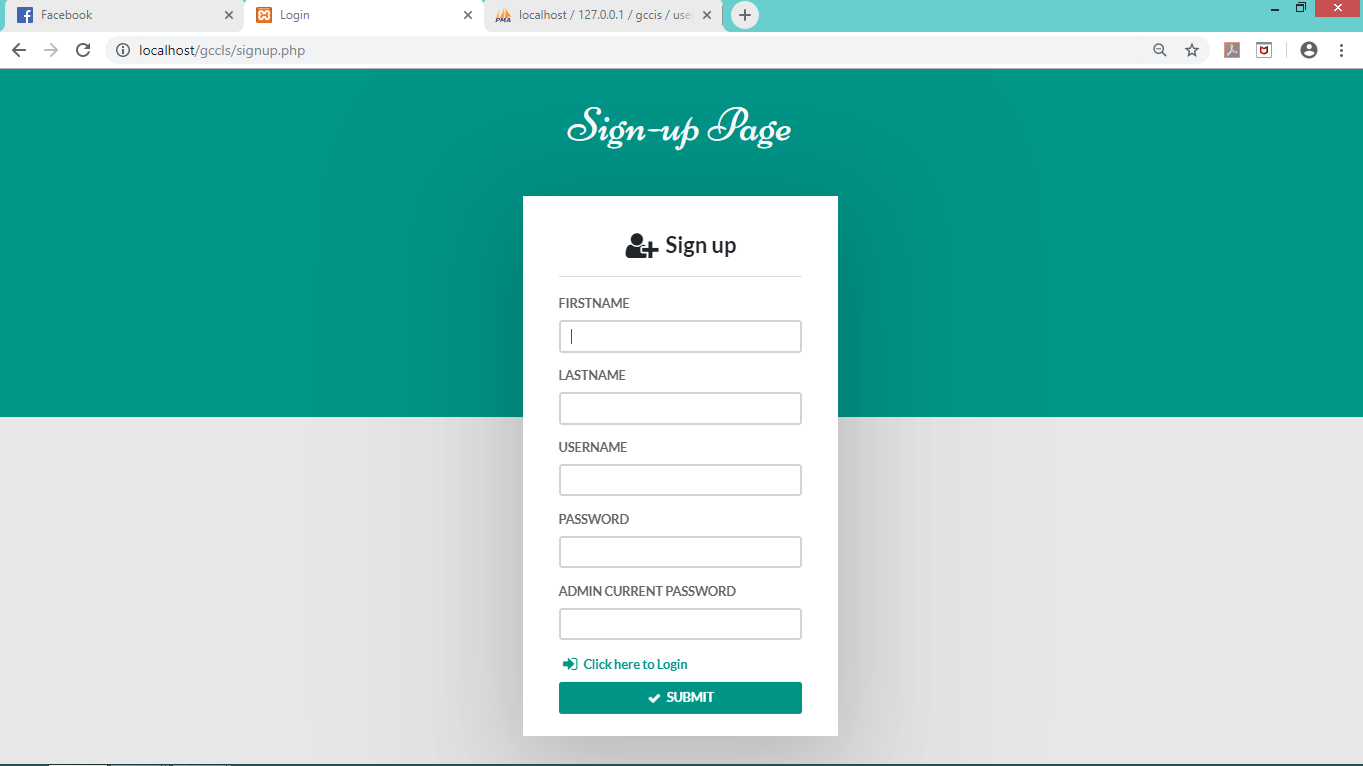 Facebook
Login
localhost / 127.0.0.1 / gccis / use
localhost/gccls/signup.php
Sign-up Page
Sign up
FIRSTNAME
LASTNAME
USERNAME
PASSWORD
ADMIN CURRENT PASSWORD
Click here to Login
SUBMIT